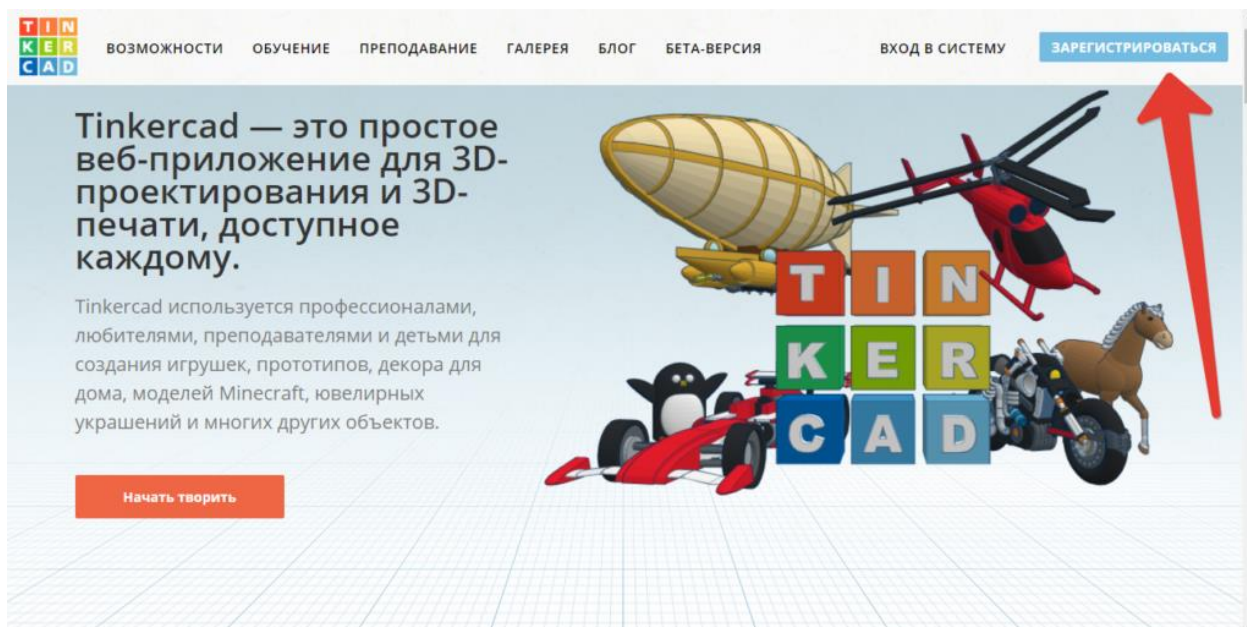 TIN
KER
CAD
ВОЗМОЖНОСТИ ОБУЧЕНИЕ ПРЕПОДАВАНИЕ ГАЛЕРЕЯ БЛОГ БЕТА-ВЕРСИЯ ВХОД В СИСТЕМУ ЗАРЕГИСТРИРОВАТЬСЯ
Tinkercad — это простое
веб-приложение для 3D-
проектирования и 3D-
печати, доступное
каждому.
Tinkercad используется профессионалами,
любителями, преподавателями и детьми для
создания игрушек, прототипов, декора для
дома, моделей Minecraft, ювелирных
украшений и многих других объектов.
Начать творить
TIN
KER
CAD